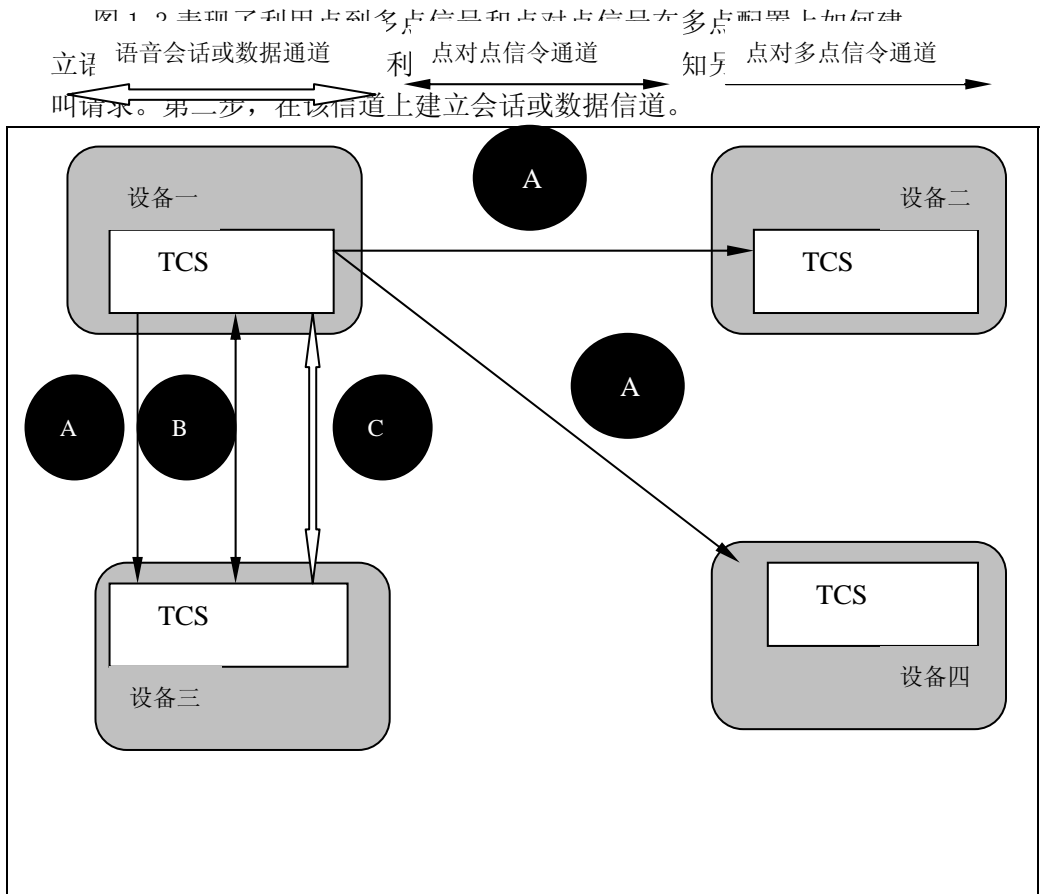 图 1.3 表现了利用点到多点信号和点对点信号在多点配置上如何建
语音会话或数据通道 点对点信令通道 点对多点信令通道
立 利 知
叫请求。第二步，在该信道上建立会话或数据信道。
A
设备一 设备二
TCS TCS
A
A B C
TCS TCS
设备三 设备四